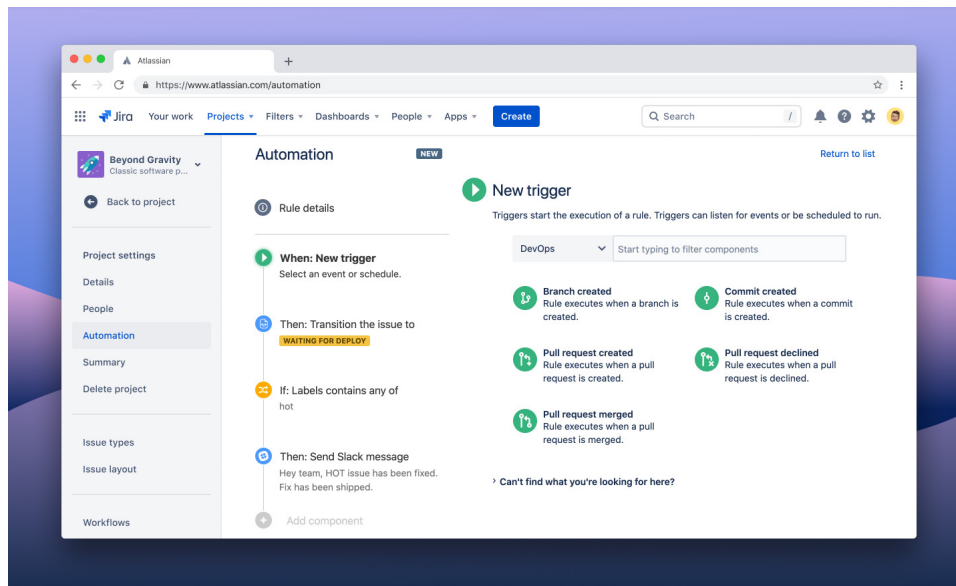 Atlassian
https://www.atlassian.com/automation
Jira Your work Projects Filters Dashboards People Apps Create Search /
Beyond Gravity
Classic software p...
Back to project
Project settings
Details
People
Automation
Summary
Delete project
Issue types
Issue layout
Workflows
Automation NEW
Rule details
When: New trigger
Select an event or schedule.
Then: Transition the issue to
WAITING FOR DEPLOY
If: Labels contains any of
hot
Then: Send Slack message
Hey team, HOT issue has been fixed.
Fix has been shipped.
Add component
Return to list
New trigger
Triggers start the execution of a rule. Triggers can listen for events or be scheduled to run.
DevOps Start typing to filter components
Branch created
Rule executes when a branch is
created.
Commit created
Rule executes when a commit
is created.
Pull request created
Rule executes when a pull
request is created.
Pull request declined
Rule executes when a pull
request is declined.
Pull request merged
Rule executes when a pull
request is merged.
Can't find what you're looking for here?